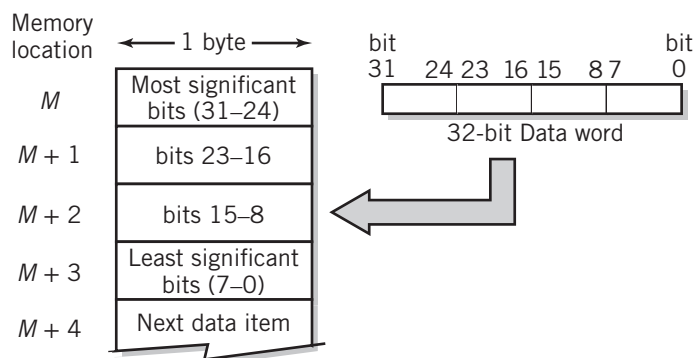 Memory
location
1 byte
M
Most significant
bits (31–24)
M + 1
bits 23–16
M + 2
bits 15–8
M + 3
Least significant
bits (7–0)
M + 4
Next data item
bit
31
24 23
16 15
8 7
bit
0
32-bit Data word